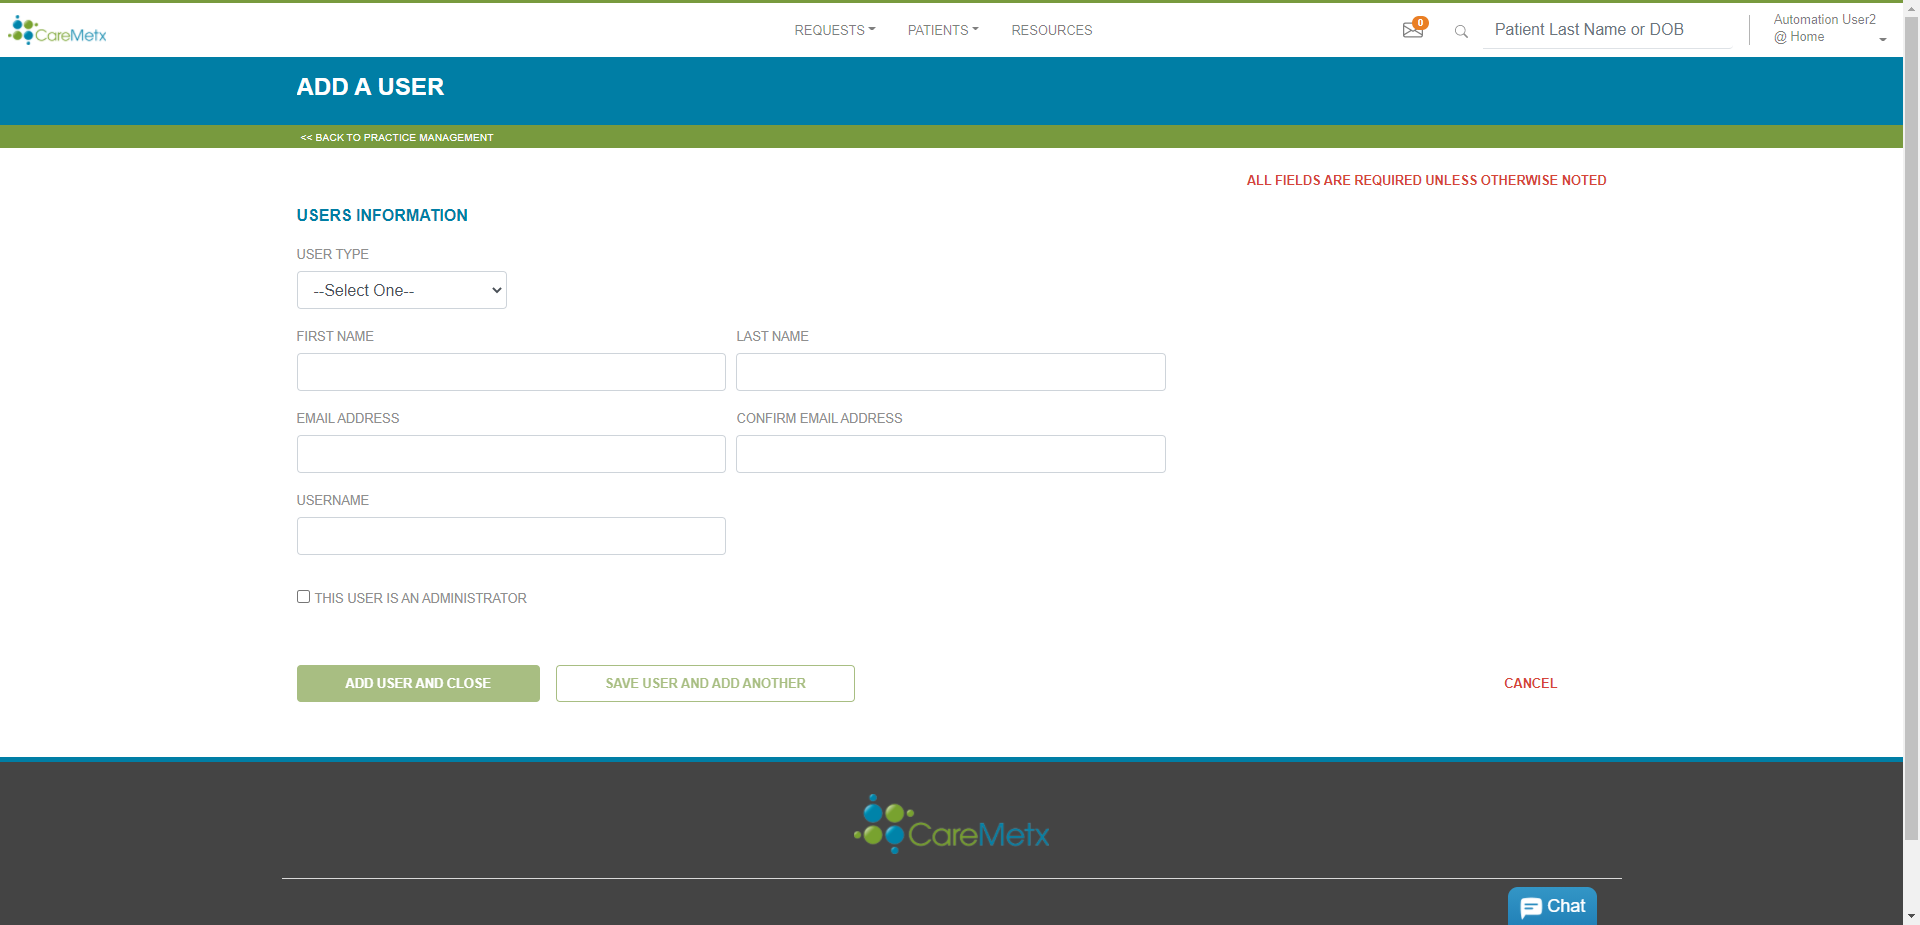 CareMetx
REQUESTS
PATIENTS
RESOURCES
0
Patient Last Name or DOB
Automation User2
@ Home
ADD A USER
<< BACK TO PRACTICE MANAGEMENT
ALL FIELDS ARE REQUIRED UNLESS OTHERWISE NOTED
USERS INFORMATION
USER TYPE
--Select One--
FIRST NAME
LAST NAME
EMAIL ADDRESS
CONFIRM EMAIL ADDRESS
USERNAME
THIS USER IS AN ADMINISTRATOR
ADD USER AND CLOSE
SAVE USER AND ADD ANOTHER
CANCEL
CareMetx
Chat